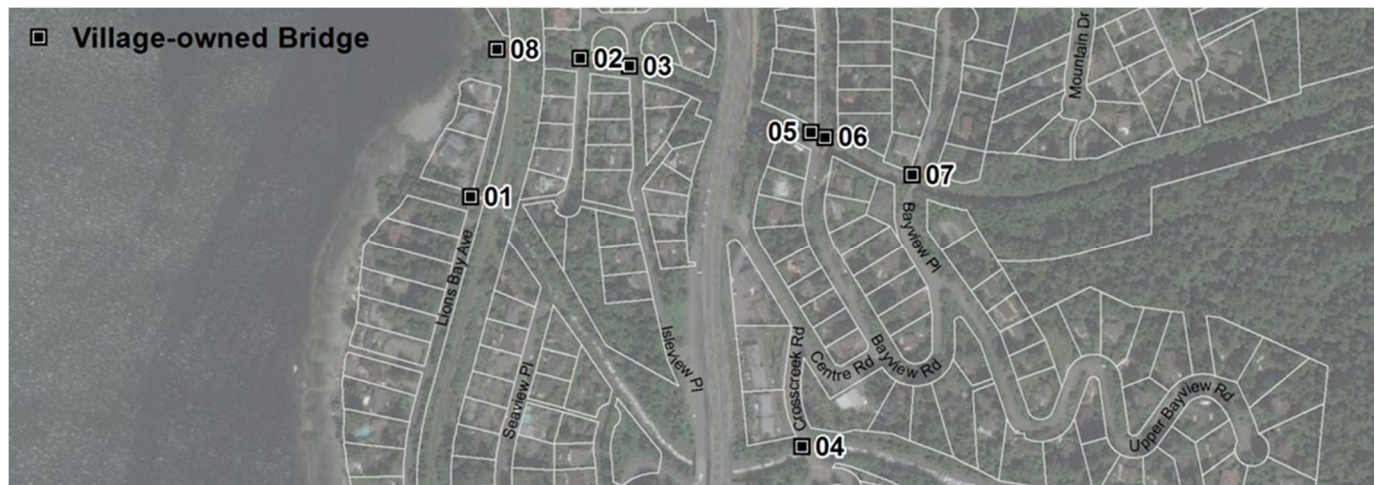 Village-owned Bridge
08
02
03
Mountain Dr
05
06
07
01
Bayview Pl
Lions Bay Ave
Isleview Pl
Crosscreek Rd
Centre Rd
Bayview Rd
Seaview Pl
Upper Bayview Rd
04